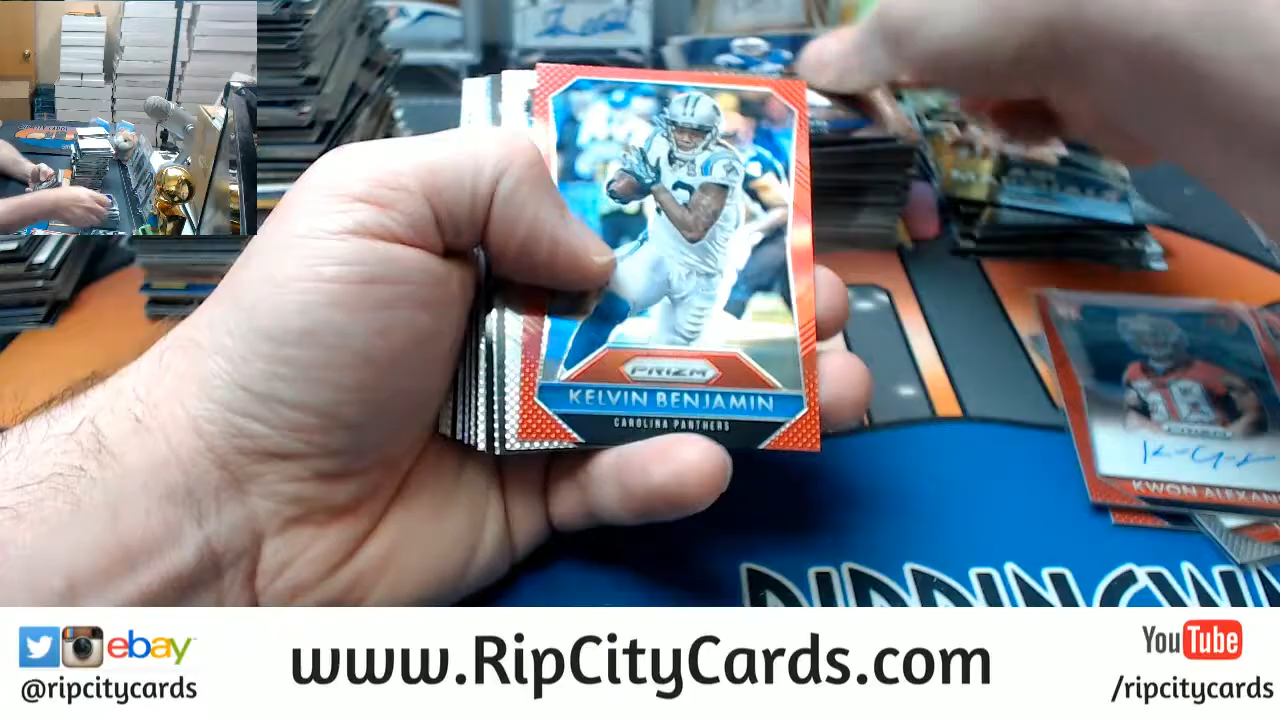 PRIZM
KELVIN BENJAMIN
CAROLINA PANTHERS
KWON ALEXAN
ebay
@ripcitycards
www.RipCityCards.com
YouTube
/ripcitycards